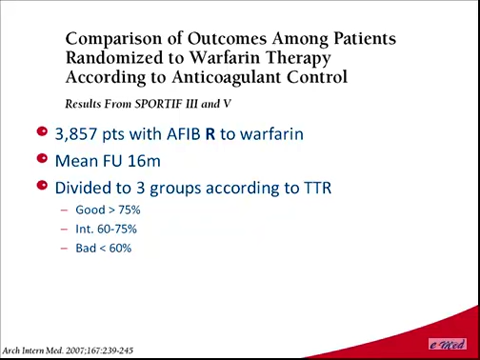 Comparison of Outcomes Among Patients
Randomized to Warfarin Therapy
According to Anticoagulant Control
Results From SPORTIF III and V
3,857 pts with AFIB R to warfarin
Mean FU 16m
Divided to 3 groups according to TTR
– Good > 75%
– Int. 60-75%
– Bad < 60%
Arch Intern Med. 2007;167:239-245
e Med